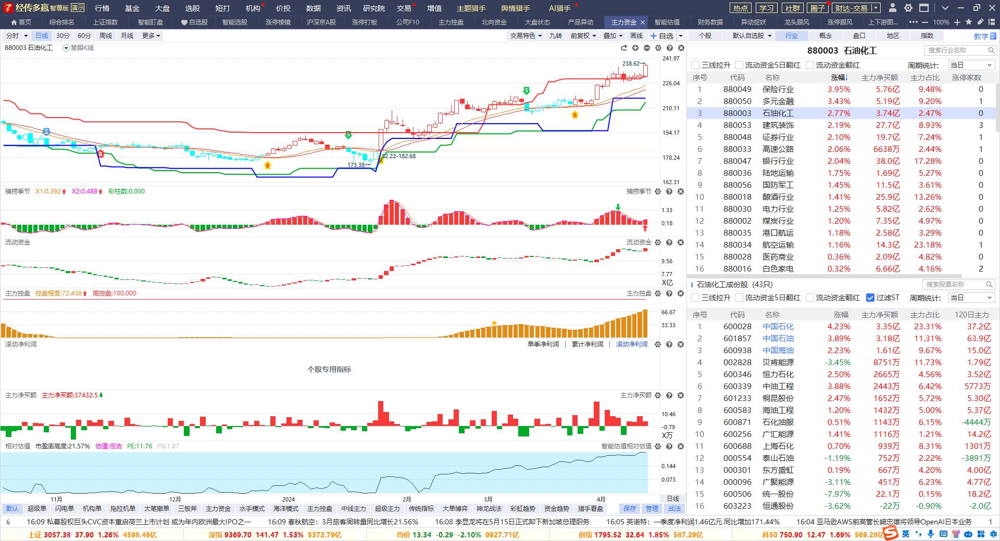 经传多赢 智尊版 演示 行情 基金 大盘 选股 短打 机构 价投 数据 资讯 研究院 交易 增值 主题猎手 舆情猎手 AI猎手 热点 学习 社群 圈子 财达-交易
首页 综合排名 上证指数 智能盯盘 自选股 智能选股 涨停棱镜 沪深京A股 涨停打板 公司F10 主力控盘 北向资金 大盘状态 产品异动 主力资金 智能估值 财务数据 异动捉妖 龙头跟风 涨停跟风 上下游图... 100%
分时 日线 30分 60分 周线 月线 更多 交易特色 九转 前复权 叠加 画线 自选 个股 默认自选股 行业 概念 盘口 地区 指数 教学
880003 石油化工 慧眼K线
880003 石油化工 搜索行业名称
241.97
238.62
226.04
210.11
194.17
178.24
162.31
82.22-182.68
173.38
三线拉升 流动资金5日翻红 流动资金翻红 周期统计: 当日
序号 代码 名称 涨幅↓ 主力净买额 主力占比 涨停家数
1 880049 保险行业 3.95% 5.76亿 9.48% 0
2 880050 多元金融 3.43% 5.19亿 9.20% 1
3 880003 石油化工 2.77% 3.74亿 2.47% 0
4 880053 建筑装饰 2.19% 27.7亿 8.93% 3
5 880048 证券行业 2.10% 19.7亿 7.24% 1
6 880033 高速公路 2.06% 6638万 2.44% 1
7 880047 银行行业 2.04% 38.0亿 17.28% 0
8 880036 陆地运输 1.75% 1.69亿 5.27% 0
9 880056 国防军工 1.45% 11.5亿 3.61% 0
10 880018 酿酒行业 1.41% 25.9亿 13.26% 0
11 880030 电力行业 1.25% 5.82亿 2.62% 0
12 880002 煤炭行业 1.20% 7.35亿 4.97% 0
13 880035 港口航运 1.18% 2.58亿 3.29% 0
14 880034 航空运输 1.16% 14.3亿 23.18% 1
15 880028 医药商业 0.36% 2.09亿 4.82% 0
16 880016 白色家电 0.32% 6.66亿 4.16% 2
捕捞季节 X1:0.392 X2:0.488 彩柱数:0.000 捕捞季节
1.33
0.18
流动资金 流动资金
9.56
7.77
X亿
主力控盘 控盘程度:72.438 高控盘:100.000 主力控盘
66.67
33.33
滚动净利润 单季净利润 | 累计净利润 | 滚动净利润
个股专用指标
主力净买额 主力净买额:37432.5 主力净买额
10.46
-0.79
X万
相对估值 市盈率高度:21.57% 估值:低估 PE:11.76 PB:1.87 智能估值相对估值
0.144
0.073
11月 12月 2024 2月 3月 4月 日线
石油化工成份股 (43只) 搜索股票名称
三线拉升 流动资金5日翻红 流动资金翻红 过滤ST 周期统计: 当日
序号 代码 名称 涨幅 主力净买额 主力占比 120日主力
1 600028 中国石化 4.23% 3.35亿 23.31% 37.2亿
2 601857 中国石油 3.89% 3.18亿 11.31% 63.9亿
3 600938 中国海油 2.23% 1.61亿 9.67% 15.0亿
4 002828 贝肯能源 -3.45% 8751万 11.73% 1.79亿
5 600346 恒力石化 2.50% 2665万 4.56% 3.52亿
6 600339 中油工程 3.88% 2443万 6.42% 5773万
7 601233 桐昆股份 2.47% 1652万 5.72% 5.30亿
8 600583 海油工程 1.20% 1432万 5.00% 5.37亿
9 600871 石化油服 0.51% 1143万 6.15% -4444万
10 600256 广汇能源 1.41% 1116万 1.21% 14.2亿
11 600688 上海石化 0.70% 939万 8.31% 1301万
12 000554 泰山石油 -1.19% 752万 2.22% -3891万
13 000301 东方盛虹 0.19% 667万 4.20% 4.00亿
14 000096 广聚能源 -3.11% 451万 6.23% 4.77亿
15 600506 统一股份 -7.97% 22.1万 0.15% 18.2亿
16 603223 恒通股份 -3.62% -22万 -0.90% -2.0亿
默认 超级单 闪电单 机构单 拖拉机单 大笔撤单 三板斧 主力资金 水手模式 海洋模式 主力控盘 中线主力 超级主力 传统指标 大单博弈 神龙战法 彩虹趋势 资金趋势 猎手看盘 保存 管理 战法
% 16:09 私募股权巨头CVC资本重启荷兰上市计划 或为年内欧洲最大IPO之一 16:09 春秋航空：3月旅客周转量同比增长21.56% 16:08 李显龙将在5月15日正式卸下新加坡总理职务 16:05 英诺特：一季度净利润1.46亿元 同比增加171.44% 16:04 亚马逊AWS前高管长崎忠雄将领导OpenAI日本业务 1
上证 3057.38 37.90 1.26% 4598.49亿 深指 9369.70 141.47 1.53% 5372.79亿 均价 13.34 -0.29 -2.10% 9927.71亿 创指 1795.52 32.64 1.85% 587.29亿 科50 750.90 12.47 1.69% 569.28亿 英